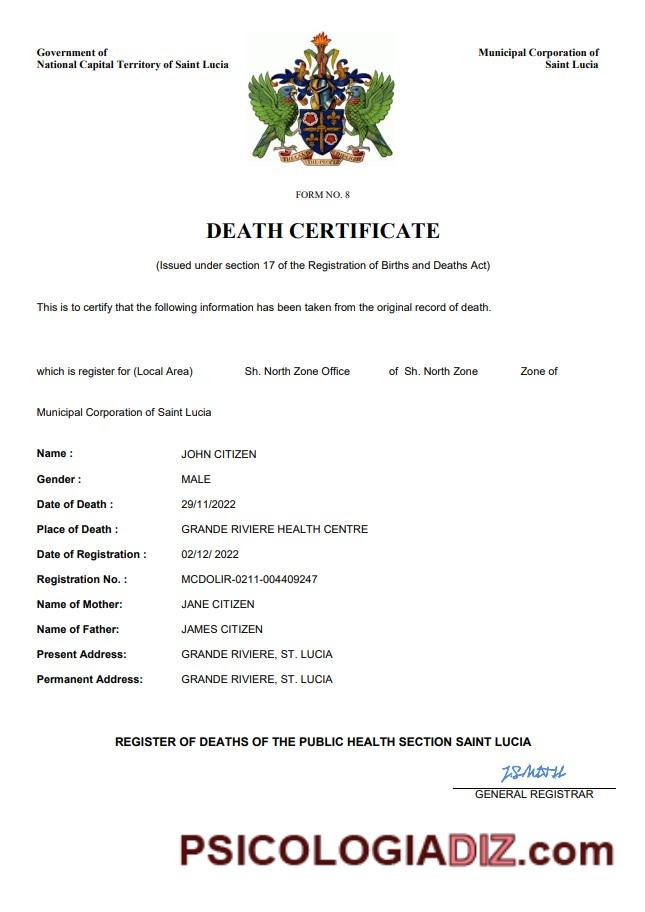 Government of
National Capital Territory of Saint Lucia
Municipal Corporation of
Saint Lucia
THE LAND THE PEOPLE THE LIGHT
FORM NO. 8
DEATH CERTIFICATE
(Issued under section 17 of the Registration of Births and Deaths Act)
This is to certify that the following information has been taken from the original record of death.
which is register for (Local Area) Sh. North Zone Office of Sh. North Zone Zone of
Municipal Corporation of Saint Lucia
Name : JOHN CITIZEN
Gender : MALE
Date of Death : 29/11/2022
Place of Death : GRANDE RIVIERE HEALTH CENTRE
Date of Registration : 02/12/ 2022
Registration No. : MCDOLIR-0211-004409247
Name of Mother: JANE CITIZEN
Name of Father: JAMES CITIZEN
Present Address: GRANDE RIVIERE, ST. LUCIA
Permanent Address: GRANDE RIVIERE, ST. LUCIA
REGISTER OF DEATHS OF THE PUBLIC HEALTH SECTION SAINT LUCIA
GENERAL REGISTRAR
PSICOLOGIADIZ.com